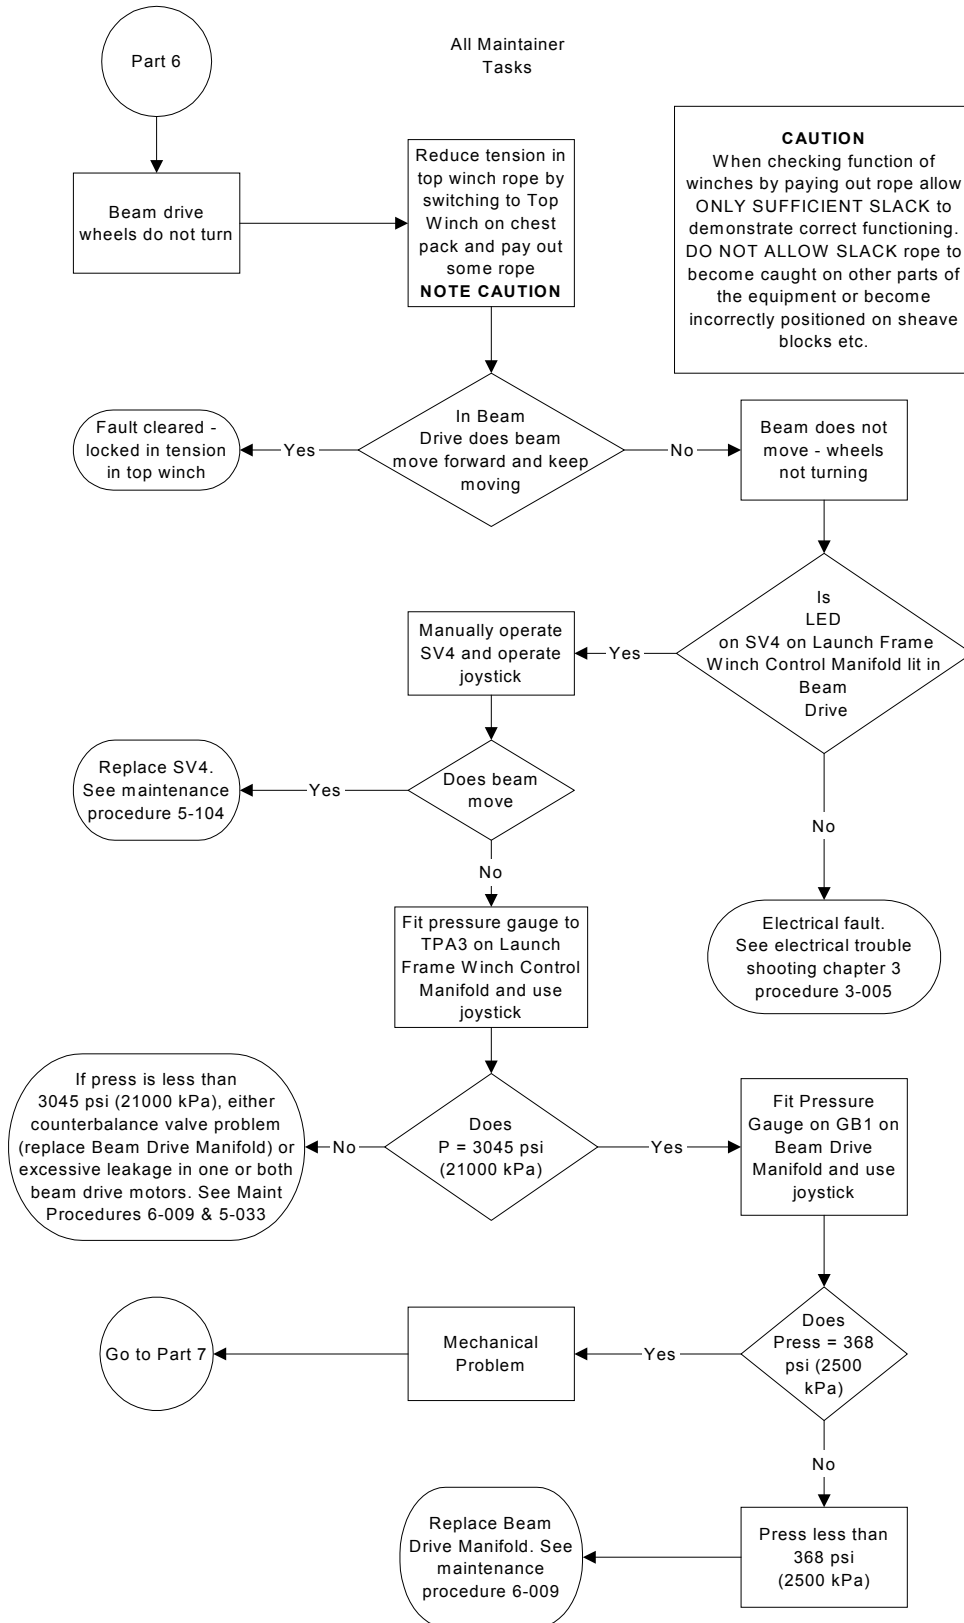 Part 6
All Maintainer
Tasks
Beam drive
wheels do not turn
Reduce tension in
top winch rope by
switching to Top
Winch on chest
pack and pay out
some rope
NOTE CAUTION
CAUTION
When checking function of
winches by paying out rope allow
ONLY SUFFICIENT SLACK to
demonstrate correct functioning.
DO NOT ALLOW SLACK rope to
become caught on other parts of
the equipment or become
incorrectly positioned on sheave
blocks etc.
Fault cleared -
locked in tension
in top winch
Yes
In Beam
Drive does beam
move forward and keep
moving
No
Beam does not
move - wheels
not turning
Manually operate
SV4 and operate
joystick
Yes
Is
LED
on SV4 on Launch Frame
Winch Control Manifold lit in
Beam
Drive
Replace SV4.
See maintenance
procedure 5-104
Yes
Does beam
move
No
No
Fit pressure gauge to
TPA3 on Launch
Frame Winch Control
Manifold and use
joystick
Electrical fault.
See electrical trouble
shooting chapter 3
procedure 3-005
If press is less than
3045 psi (21000 kPa), either
counterbalance valve problem
(replace Beam Drive Manifold) or
excessive leakage in one or both
beam drive motors. See Maint
Procedures 6-009 & 5-033
No
Does
P = 3045 psi
(21000 kPa)
Yes
Fit Pressure
Gauge on GB1 on
Beam Drive
Manifold and use
joystick
Go to Part 7
Mechanical
Problem
Yes
Does
Press = 368
psi (2500
kPa)
No
Replace Beam
Drive Manifold. See
maintenance
procedure 6-009
Press less than
368 psi
(2500 kPa)